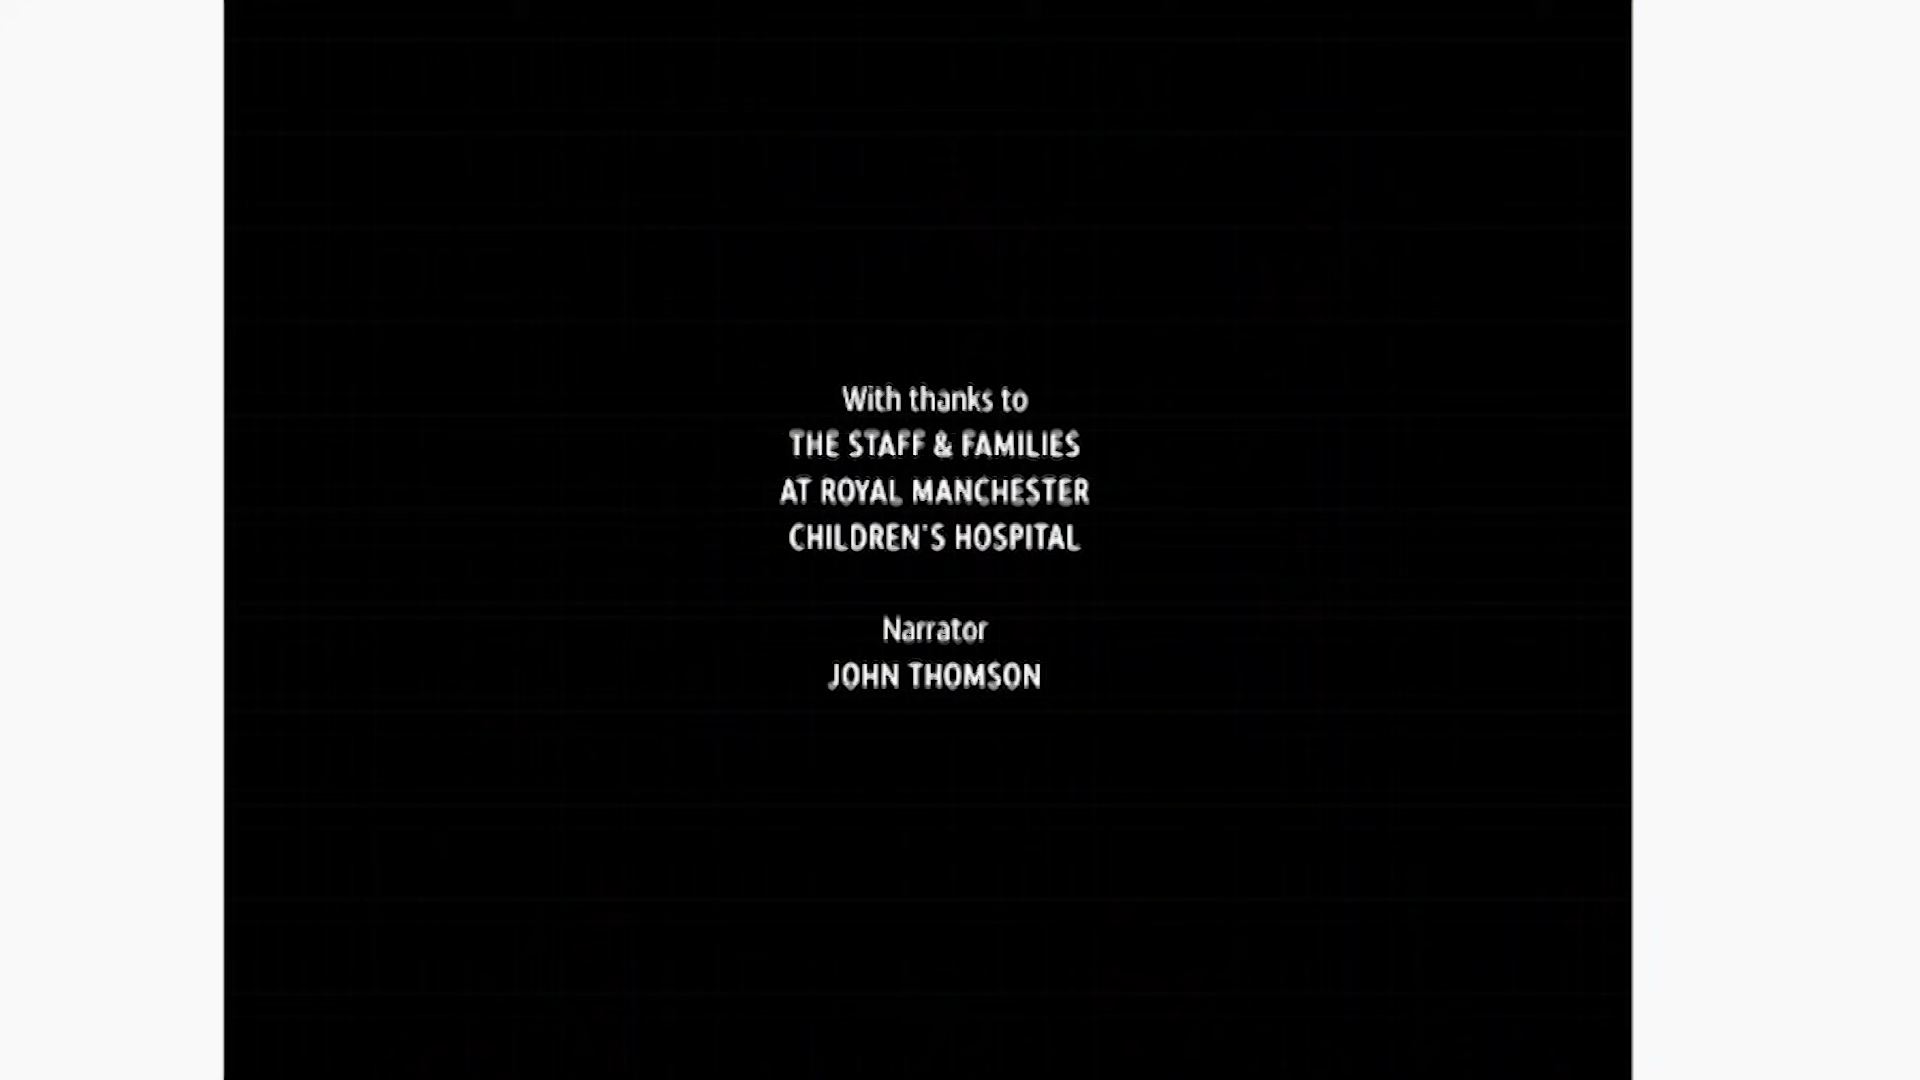 With thanks to
THE STAFF & FAMILIES
AT ROYAL MANCHESTER
CHILDREN'S HOSPITAL
Narrator
JOHN THOMSON